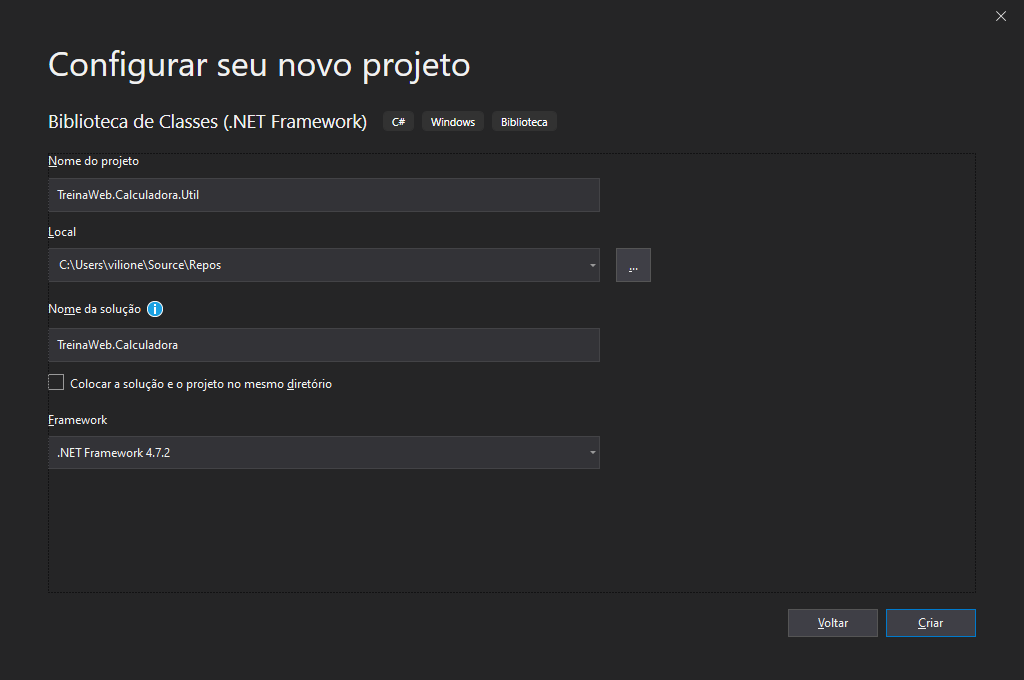 Configurar seu novo projeto
Biblioteca de Classes (.NET Framework) C# Windows Biblioteca
Nome do projeto
TreinaWeb.Calculadora.Util
Local
C:\Users\vilione\Source\Repos
...
Nome da solução
TreinaWeb.Calculadora
Colocar a solução e o projeto no mesmo diretório
Framework
.NET Framework 4.7.2
Voltar Criar